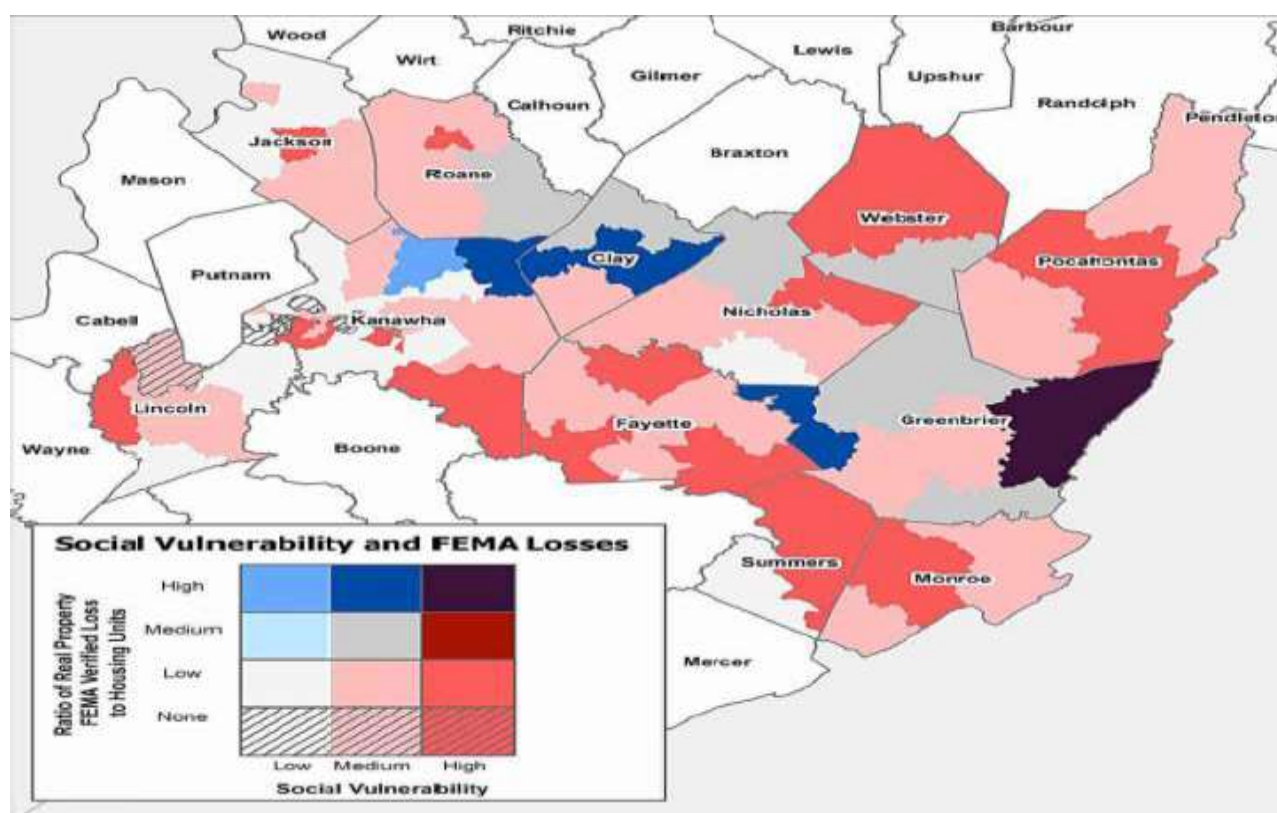 Ritchie
Barbour
Wood
Wirt
Lewis
Gilmer
Upshur
Calhoun
Randolph
Pendleton
Jackson
Braxton
Roane
Mason
Webster
Clay
Pocahontas
Putnam
Nicholas
Cabell
Kanawha
Lincoln
Greenbrier
Fayette
Wayne
Boone
Summers
Monroe
Mercer
Social Vulnerability and FEMA Losses
Ratio of Real Property
FEMA Verified Loss
to Housing Units
High
Medium
Low
None
Low Medium High
Social Vulnerability